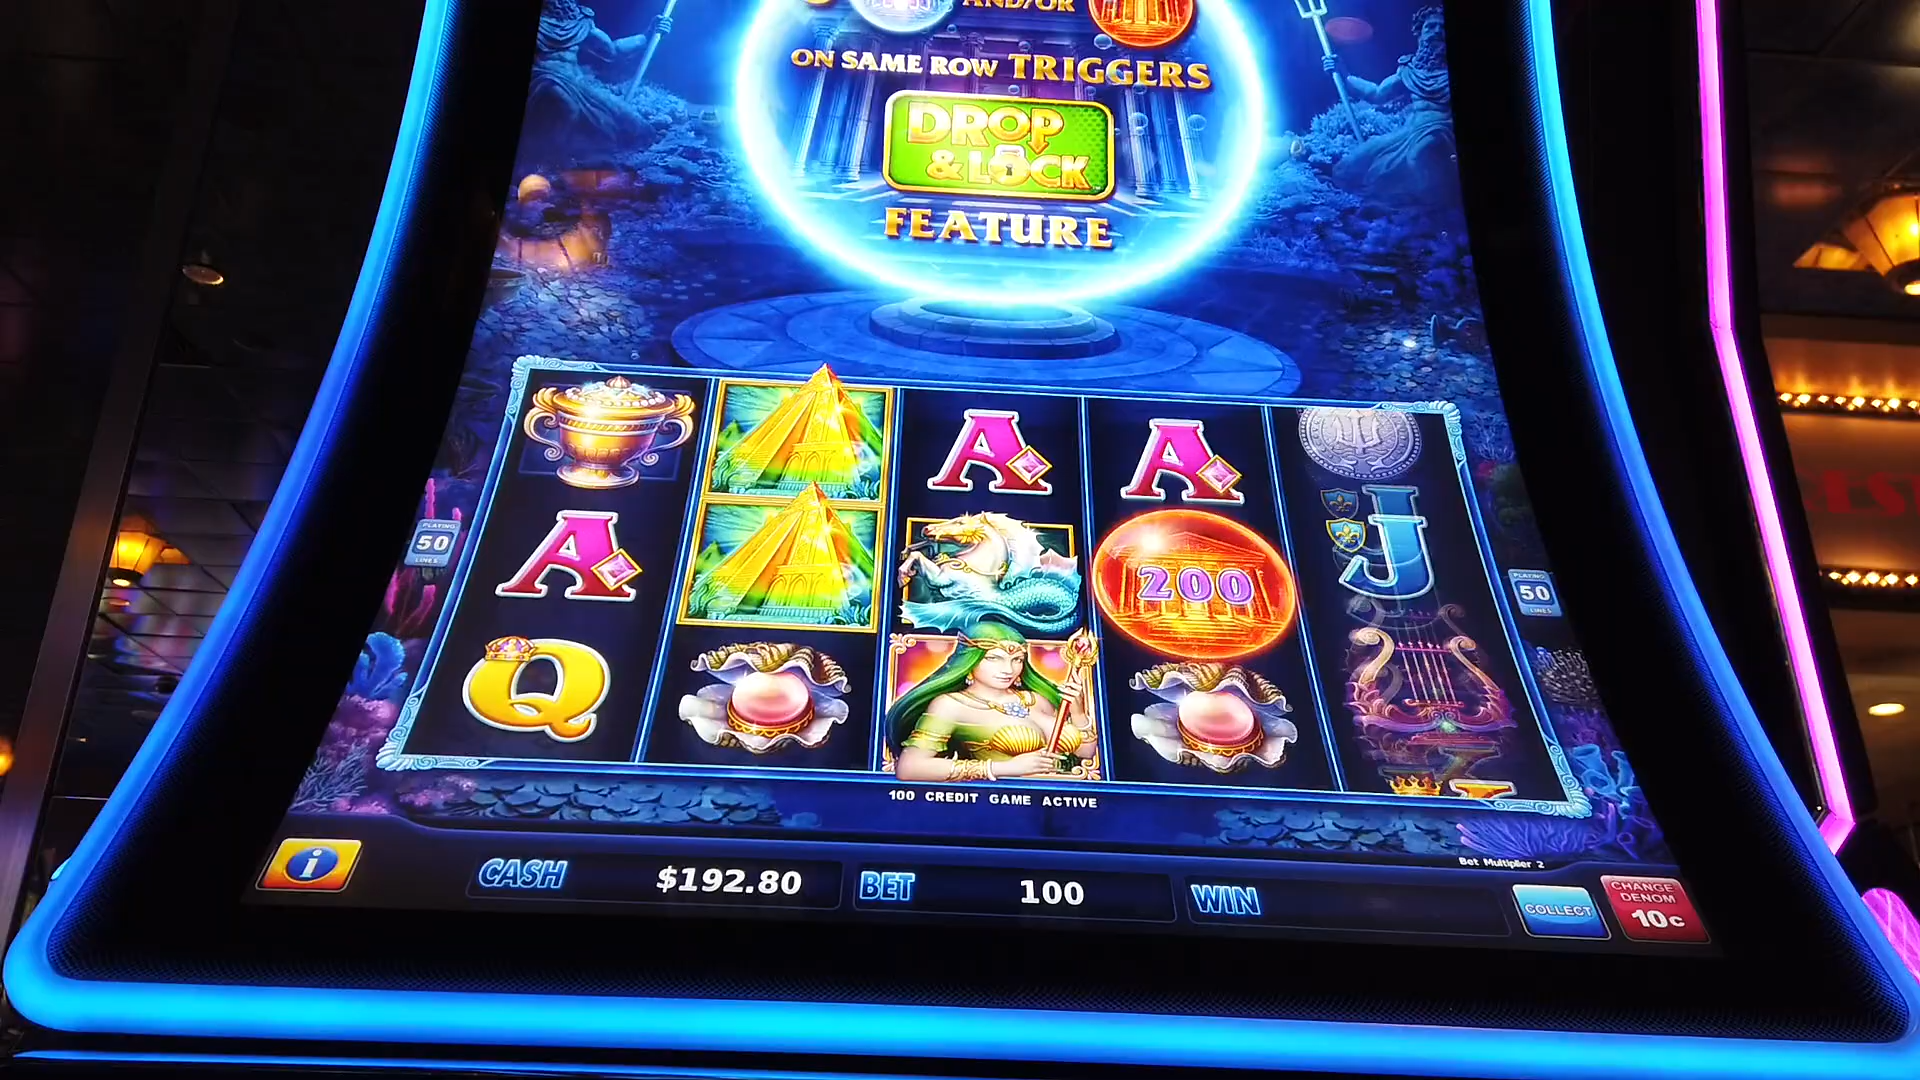 AND/OR
ON SAME ROW TRIGGERS
DROP
& LOCK
FEATURE
A
A
J
PLAYING
50
LINES
A
200
PLAYING
50
LINES
Q
100 CREDIT GAME ACTIVE
Bet Multiplier 2
i
CASH
$192.80
BET
100
WIN
COLLECT
CHANGE
DENOM
10¢